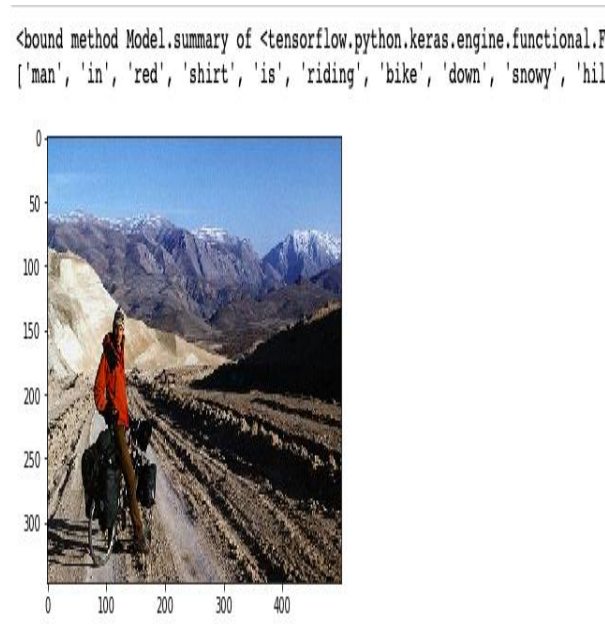 <bound method Model.summary of <tensorflow.python.keras.engine.functional.F
['man', 'in', 'red', 'shirt', 'is', 'riding', 'bike', 'down', 'snowy', 'hil
0
50
100
150
200
250
300
0 100 200 300 400